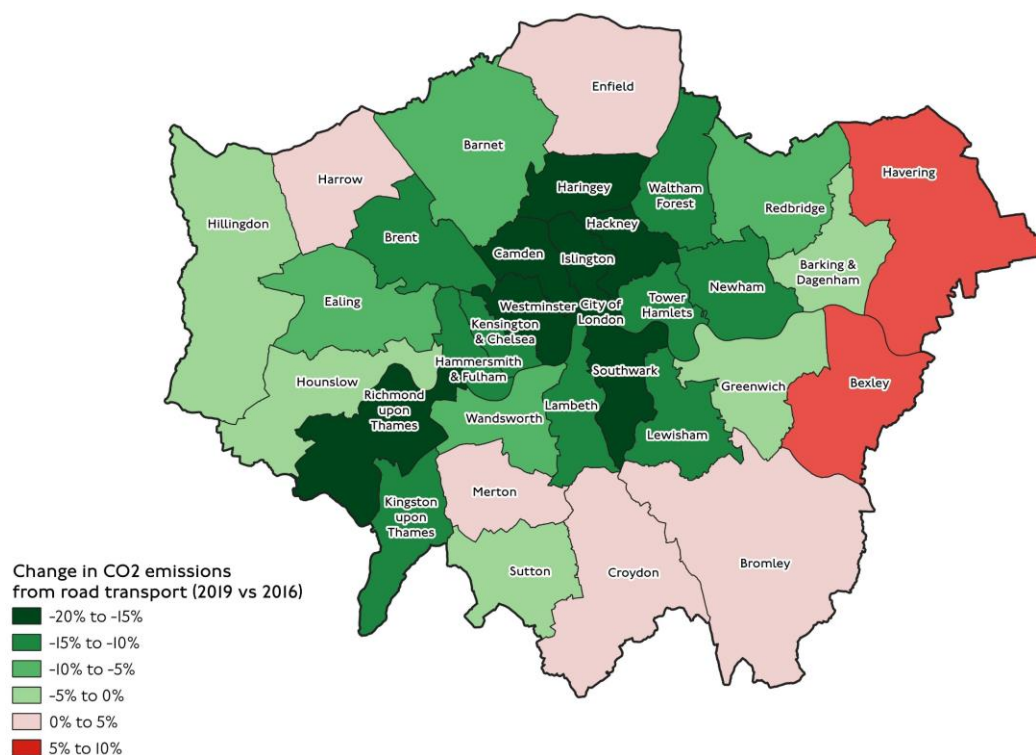 Enfield
Barnet
Harrow
Havering
Haringey
Waltham
Forest
Hillingdon
Redbridge
Hackney
Brent
Camden
Islington
Barking &
Dagenham
Newham
Ealing
Westminster
City of
London
Tower
Hamlets
Kensington
& Chelsea
Hammersmith
& Fulham
Hounslow
Southwark
Greenwich
Bexley
Richmond
upon
Thames
Lambeth
Wandsworth
Lewisham
Merton
Kingston
upon
Thames
Sutton
Croydon
Bromley
Change in CO2 emissions
from road transport (2019 vs 2016)
-20% to -15%
-15% to -10%
-10% to -5%
-5% to 0%
0% to 5%
5% to 10%